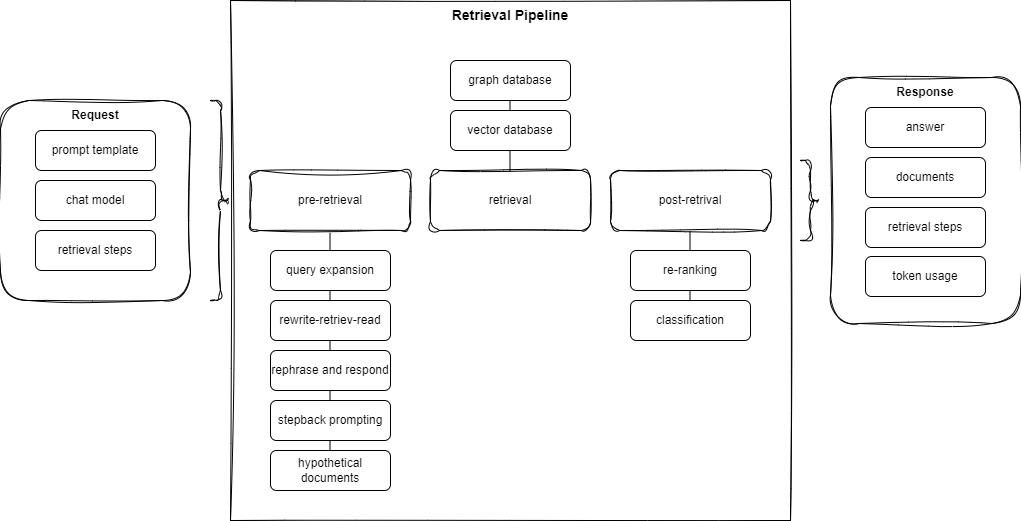 Retrieval Pipeline
Request
prompt template
chat model
retrieval steps
graph database
vector database
pre-retrieval
retrieval
post-retrival
query expansion
rewrite-retriev-read
rephrase and respond
stepback prompting
hypothetical
documents
re-ranking
classification
Response
answer
documents
retrieval steps
token usage